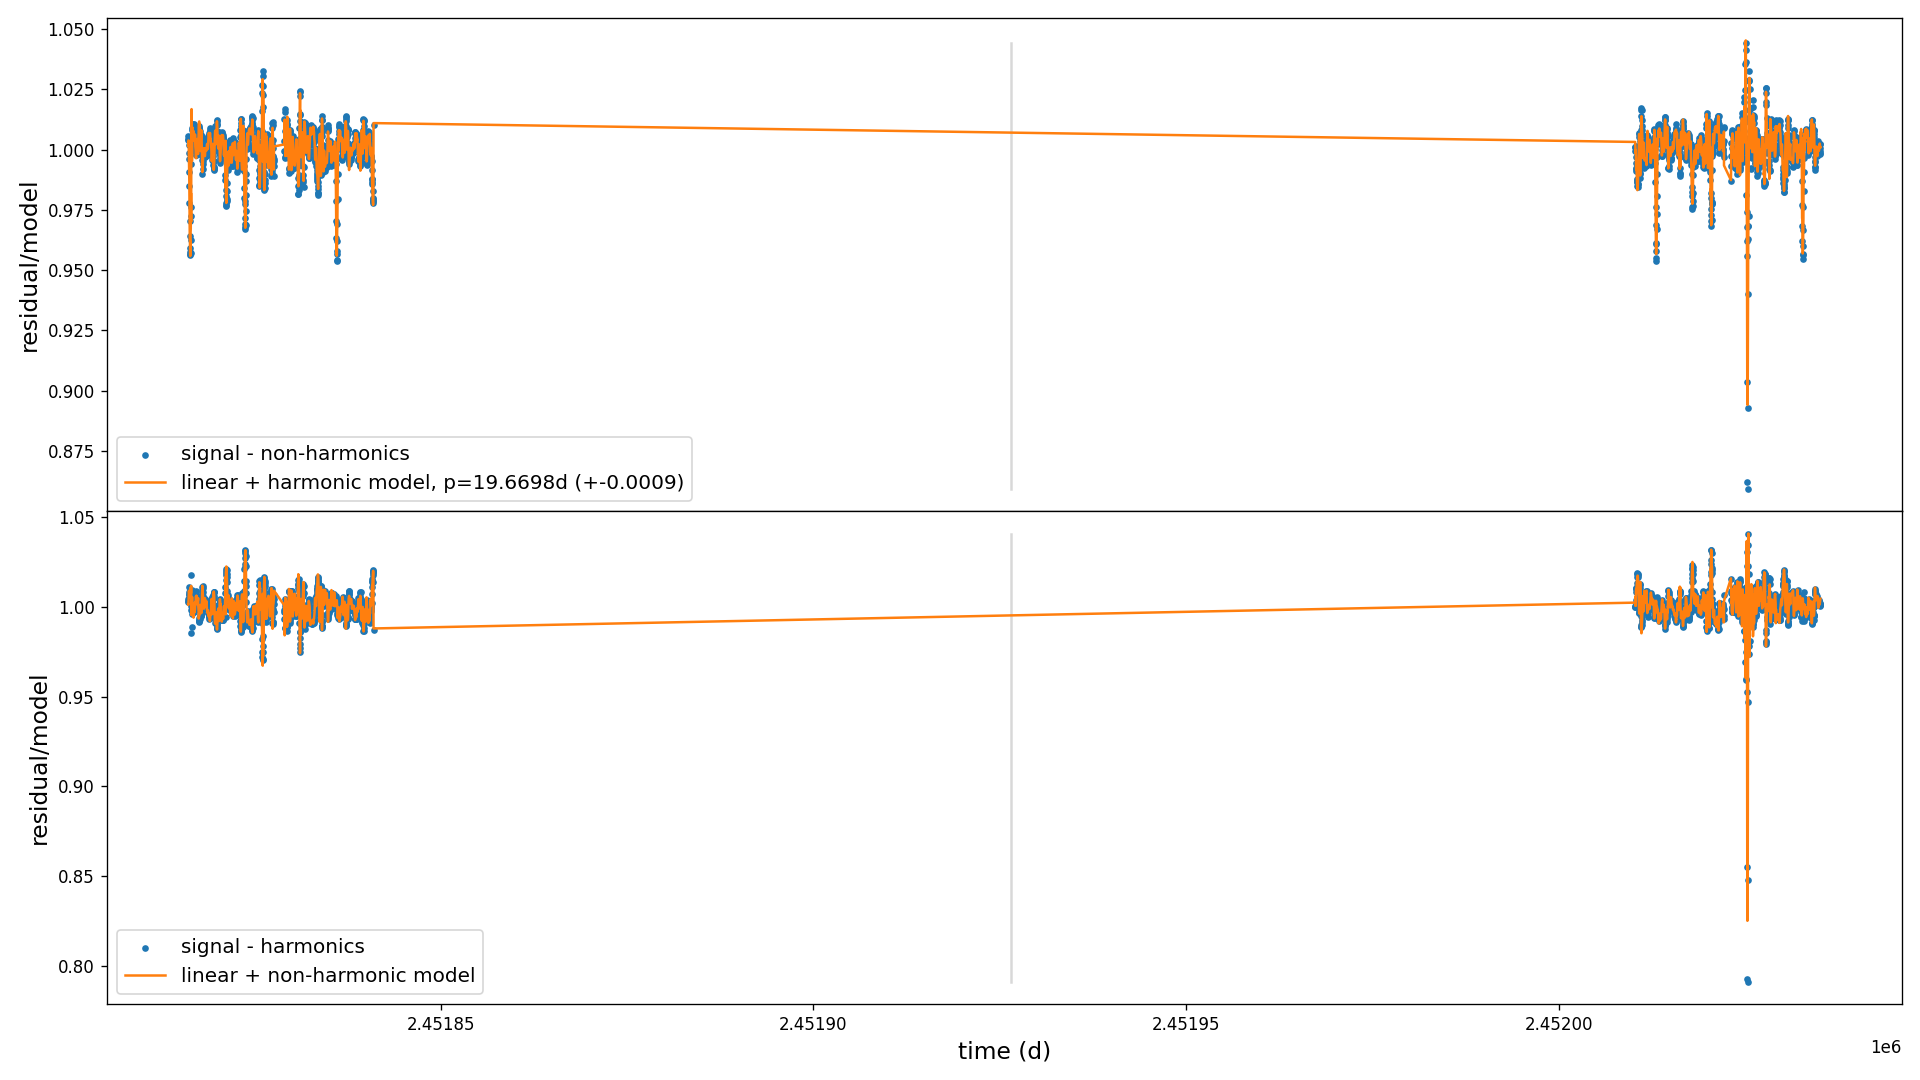 1.050
1.025
1.000
0.975
0.950
0.925
0.900
0.875
residual/model
signal - non-harmonics
linear + harmonic model, p=19.6698d (+-0.0009)
1.05
1.00
0.95
0.90
0.85
0.80
residual/model
signal - harmonics
linear + non-harmonic model
2.45185 2.45190 2.45195 2.45200
1e6
time (d)